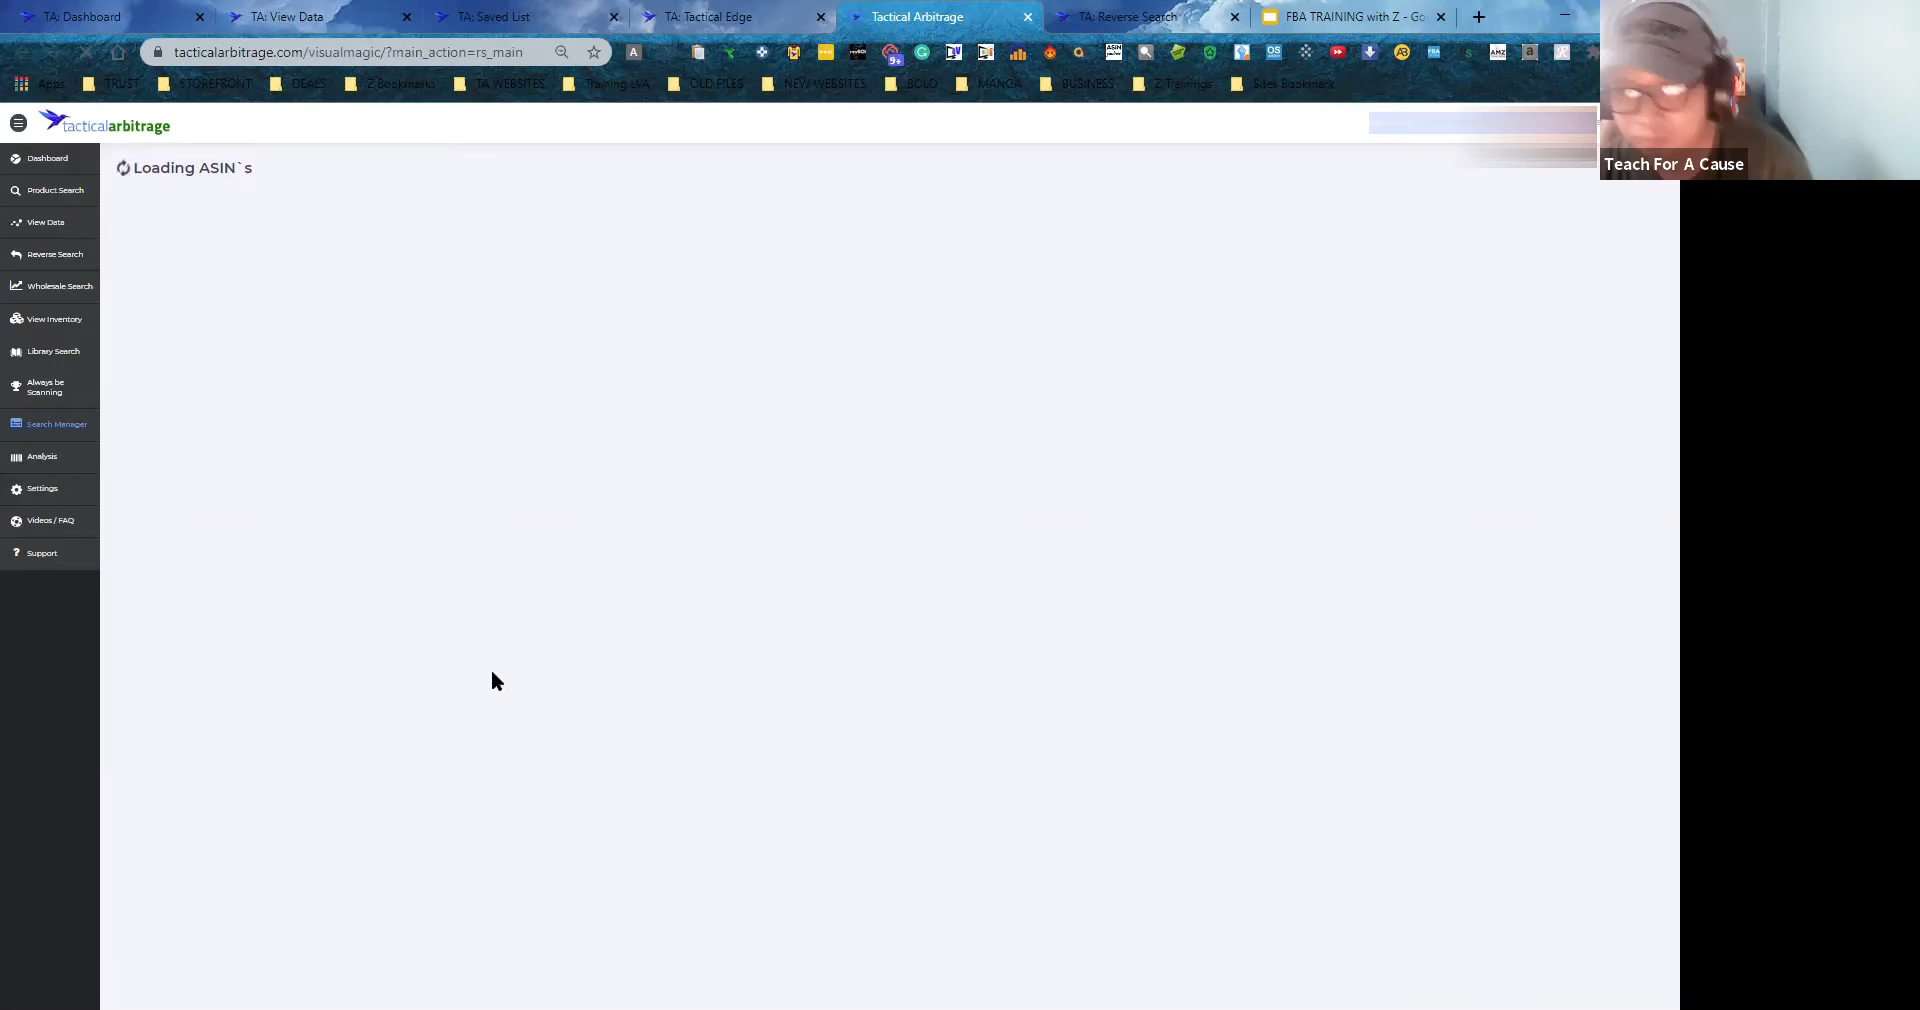 TA: Dashboard
TA: View Data
TA: Saved List
TA: Tactical Edge
Tactical Arbitrage
TA: Reverse Search
FBA TRAINING with Z - Go
tacticalarbitrage.com/visualmagic/?main_action=rs_main
Apps
TRUST
STOREFRONT
DEALS
Z Bookmarks
TA WEBSITES
Training LVA
OLD FILES
NEW WEBSITES
BOLO
MANGA
BUSINESS
Z Trainings
Sites Bookmark
tacticalarbitrage
Teach For A Cause
Loading ASIN`s
Dashboard
Product Search
View Data
Reverse Search
Wholesale Search
View Inventory
Library Search
Always be
Scanning
Search Manager
Analysis
Settings
Videos / FAQ
Support